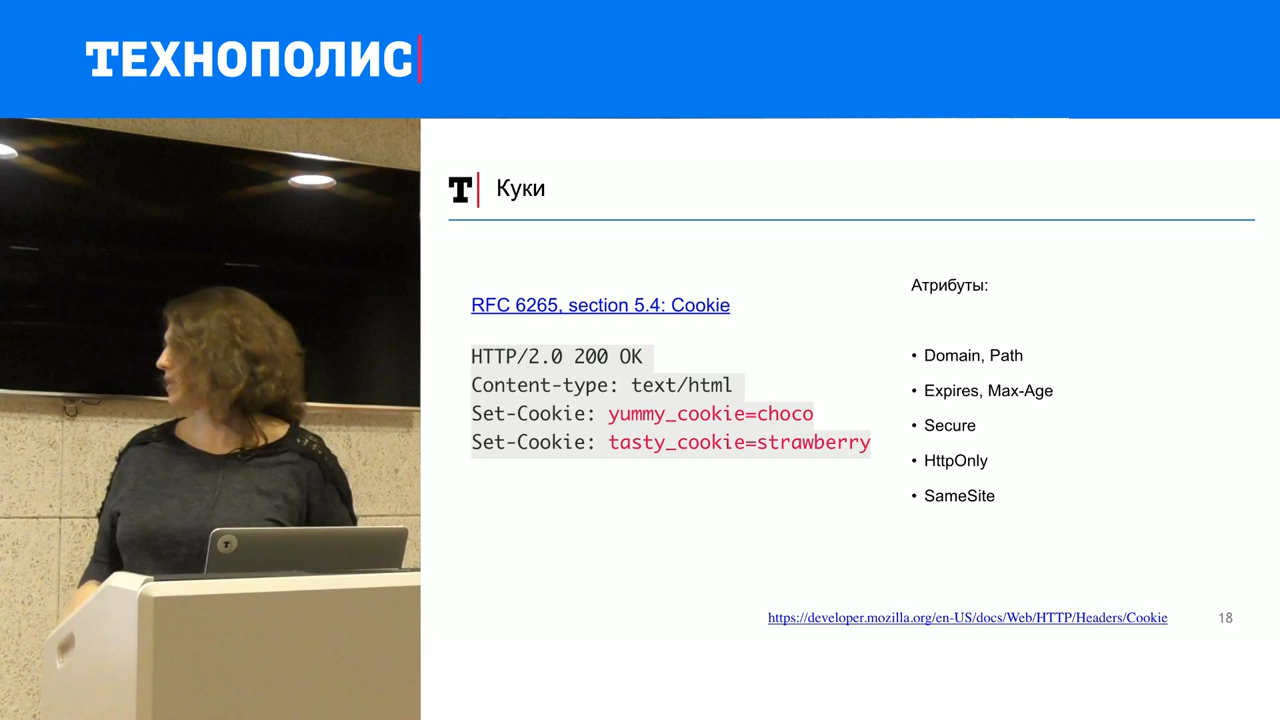 ТЕХНОПОЛИС
Т
Куки
RFC 6265, section 5.4: Cookie
HTTP/2.0 200 OK
Content-type: text/html
Set-Cookie: yummy_cookie=choco
Set-Cookie: tasty_cookie=strawberry
Атрибуты:
• Domain, Path
• Expires, Max-Age
• Secure
• HttpOnly
• SameSite
T
https://developer.mozilla.org/en-US/docs/Web/HTTP/Headers/Cookie
18